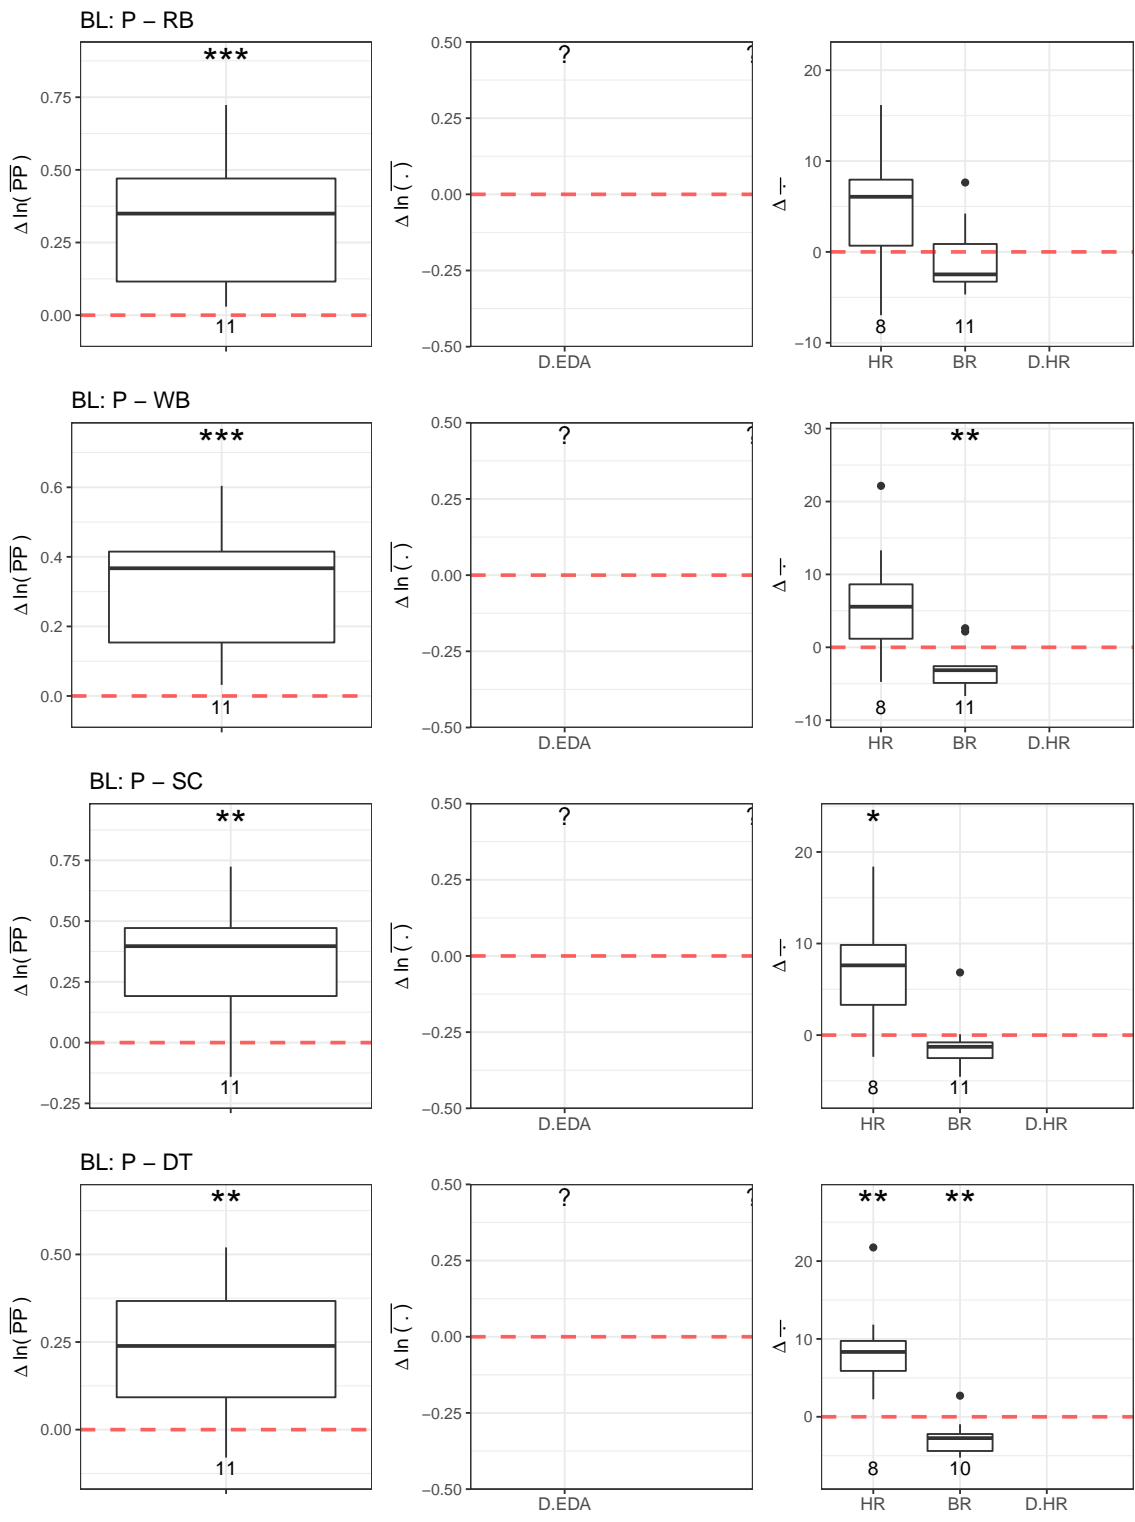 BL: P − RB
Δ ln( PP )
0.75
0.50
0.25
0.00
***
11
Δ ln ( . )
0.50
0.25
0.00
−0.25
−0.50
?
?
D.EDA
Δ .
20
10
0
−10
8
11
HR
BR
D.HR
BL: P − WB
Δ ln( PP )
0.6
0.4
0.2
0.0
***
11
Δ ln ( . )
0.50
0.25
0.00
−0.25
−0.50
?
?
D.EDA
Δ .
30
20
10
0
−10
**
8
11
HR
BR
D.HR
BL: P − SC
Δ ln( PP )
0.75
0.50
0.25
0.00
−0.25
**
11
Δ ln ( . )
0.50
0.25
0.00
−0.25
−0.50
?
?
D.EDA
Δ .
20
10
0
*
8
11
HR
BR
D.HR
BL: P − DT
Δ ln( PP )
0.50
0.25
0.00
**
11
Δ ln ( . )
0.50
0.25
0.00
−0.25
−0.50
?
?
D.EDA
Δ .
20
10
0
**
**
8
10
HR
BR
D.HR